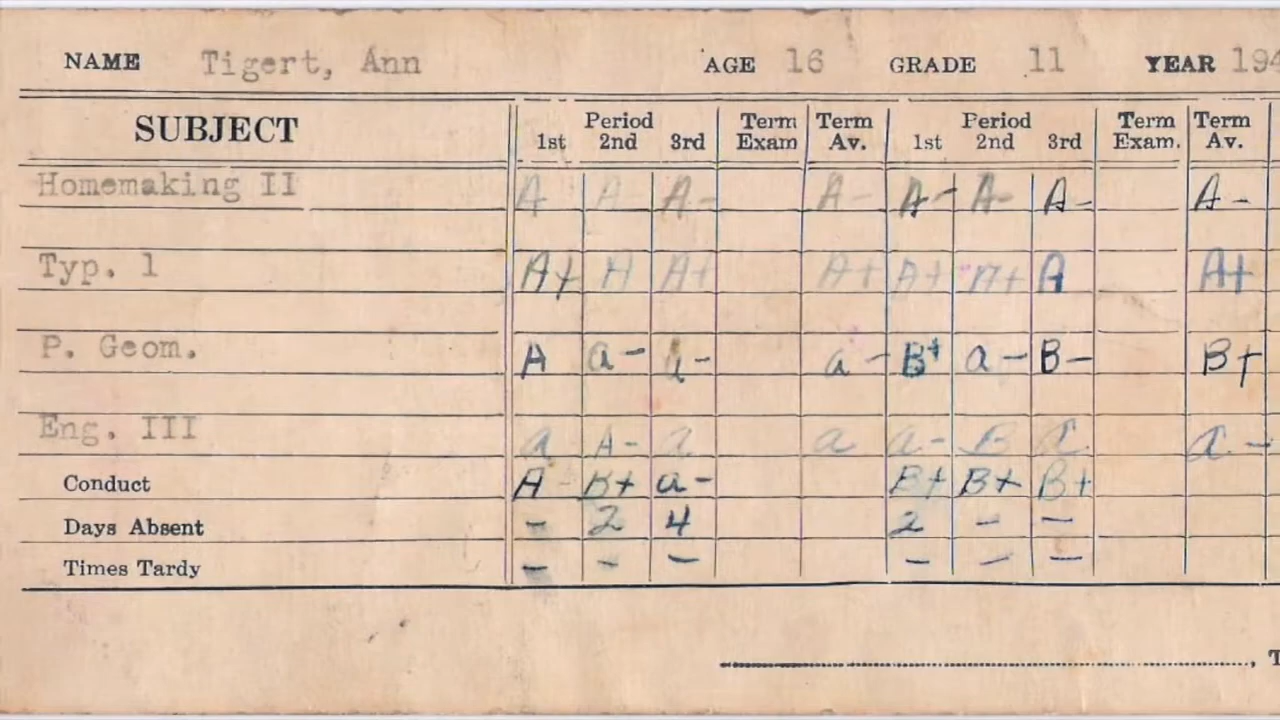 NAME Tigert, Ann AGE 16 GRADE 11 YEAR 194
Period Term Term Period Term Term
SUBJECT 1st 2nd 3rd Exam Av. 1st 2nd 3rd Exam. Av.
Homemaking II A A A- A- A- A- A- A-
Typ. 1 A+ A A+ A+ A+ A+ A A+
P. Geom. A a- a- a- B+ a- B- B+
Eng. III a A- a a a- B a -
Conduct A B+ a- B+ B+ B+
Days Absent - 2 4 2 - -
Times Tardy - - - - - -
, T